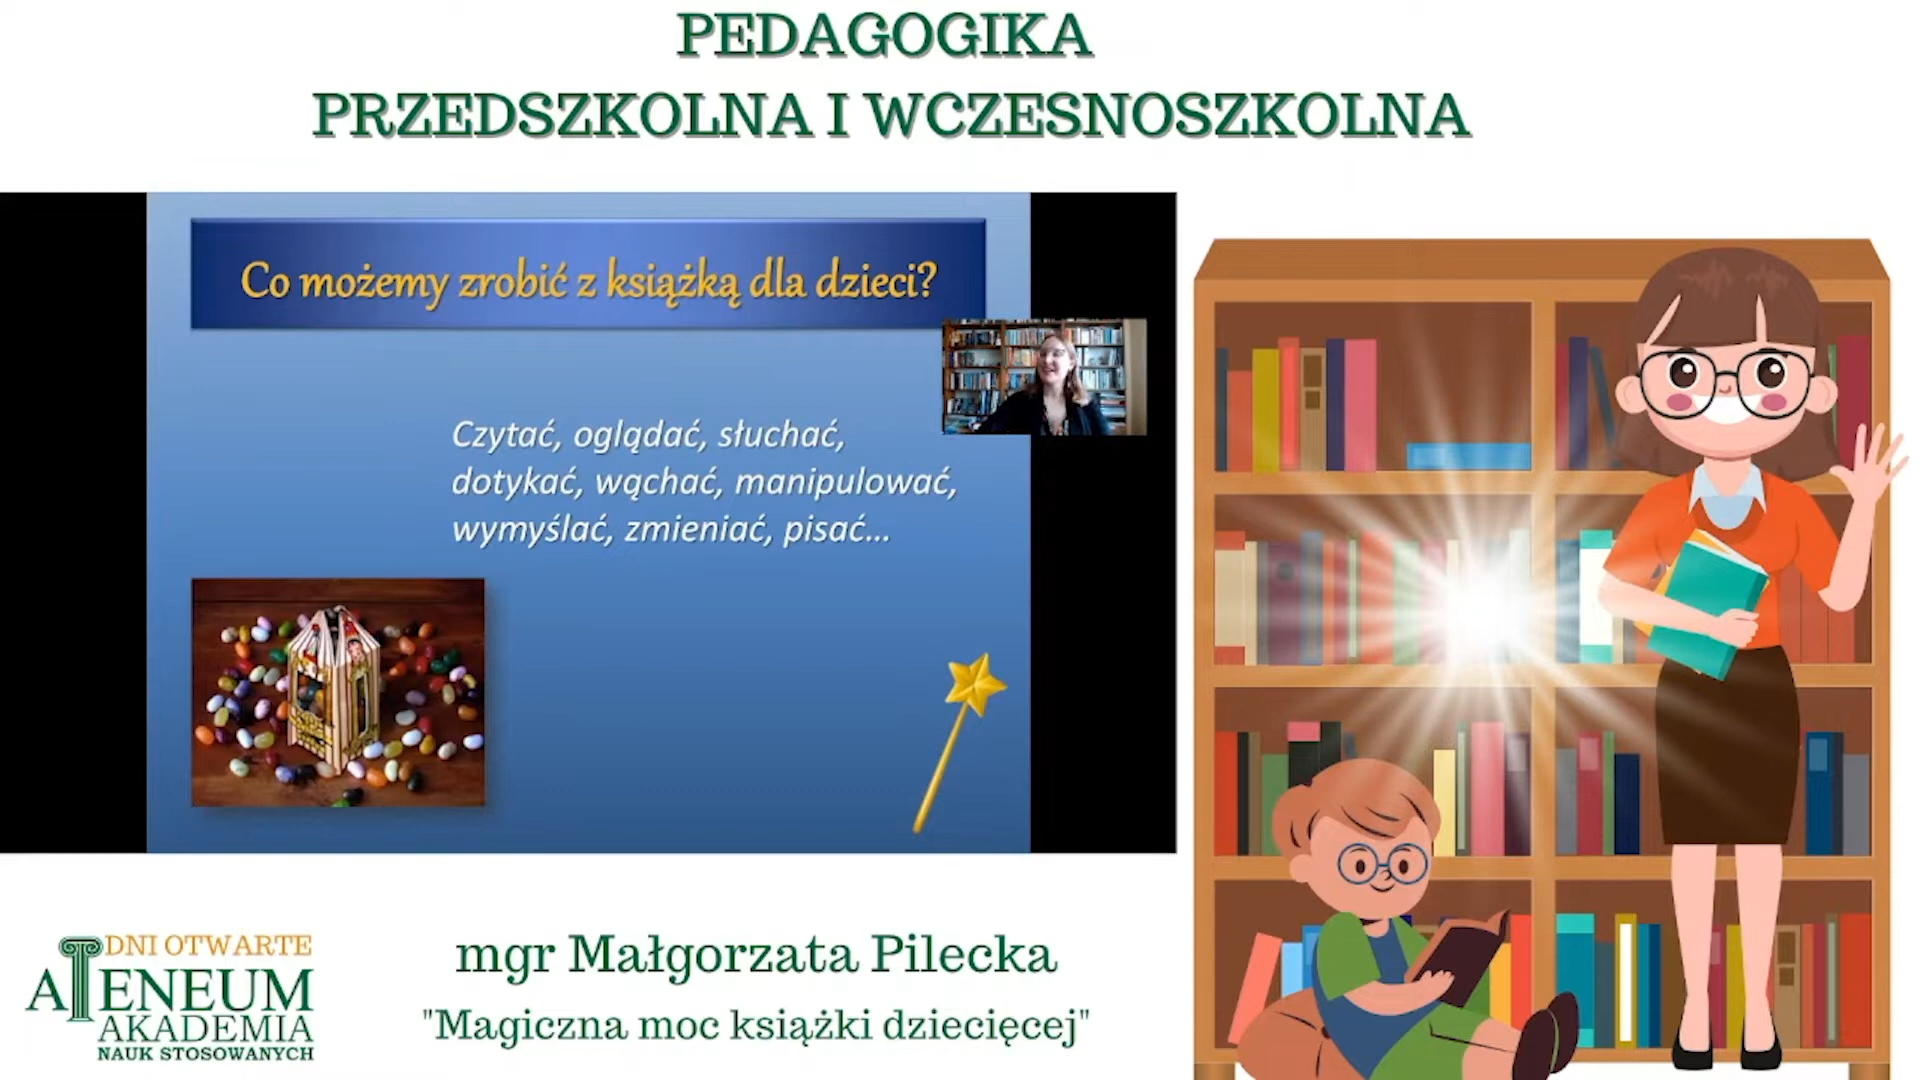 PEDAGOGIKA
PRZEDSZKOLNA I WCZESNOSZKOLNA
Co możemy zrobić z książką dla dzieci?
Czytać, oglądać, słuchać,
dotykać, wąchać, manipulować,
wymyślać, zmieniać, pisać...
DNI OTWARTE
ATENEUM
AKADEMIA
NAUK STOSOWANYCH
mgr Małgorzata Pilecka
"Magiczna moc książki dziecięcej"